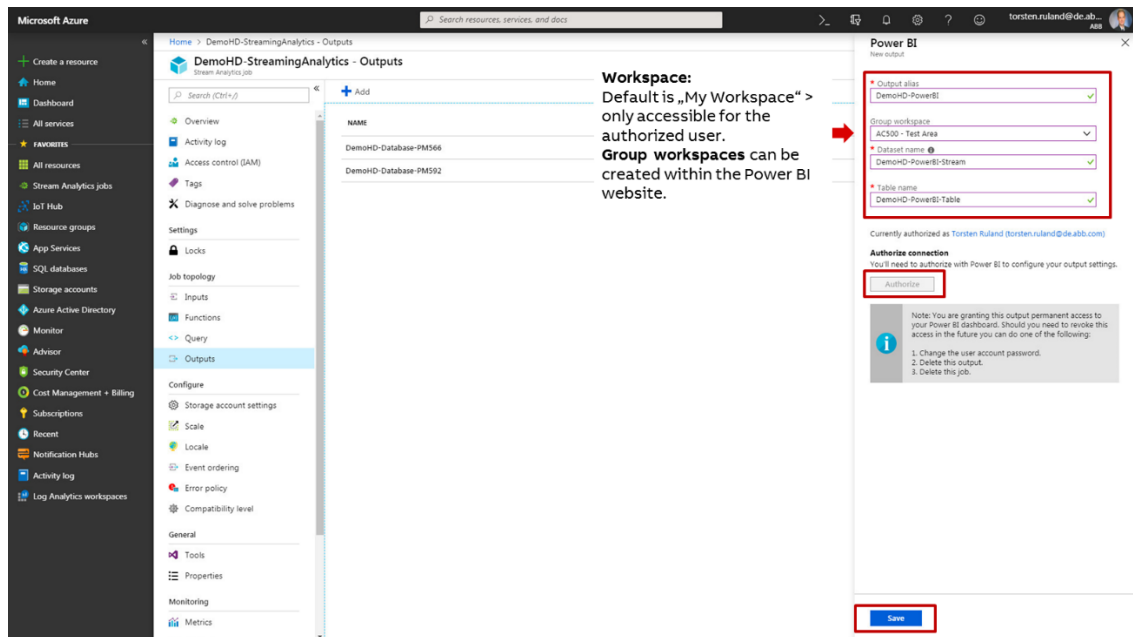 Microsoft Azure
Search resources, services, and docs
torsten.ruland@de.ab...
ABB
Create a resource
Home
Dashboard
All services
FAVORITES
All resources
Stream Analytics jobs
IoT Hub
Resource groups
App Services
SQL databases
Storage accounts
Azure Active Directory
Monitor
Advisor
Security Center
Cost Management + Billing
Subscriptions
Recent
Notification Hubs
Activity log
Log Analytics workspaces
Home > DemoHD-StreamingAnalytics - Outputs
DemoHD-StreamingAnalytics - Outputs
Stream Analytics job
Search (Ctrl+/)
Overview
Activity log
Access control (IAM)
Tags
Diagnose and solve problems
Settings
Locks
Job topology
Inputs
Functions
Query
Outputs
Configure
Storage account settings
Scale
Locale
Event ordering
Error policy
Compatibility level
General
Tools
Properties
Monitoring
Metrics
Add
NAME
DemoHD-Database-PM566
DemoHD-Database-PM592
Workspace:
Default is „My Workspace“ >
only accessible for the
authorized user.
Group workspaces can be
created within the Power BI
website.
Power BI
New output
* Output alias
DemoHD-PowerBI
Group workspace
AC500 - Test Area
* Dataset name
DemoHD-PowerBI-Stream
* Table name
DemoHD-PowerBI-Table
Currently authorized as Torsten Ruland (torsten.ruland@de.abb.com)
Authorize connection
You'll need to authorize with Power BI to configure your output settings.
Authorize
Note: You are granting this output permanent access to
your Power BI dashboard. Should you need to revoke this
access in the future you can do one of the following:
1. Change the user account password.
2. Delete this output.
3. Delete this job.
Save